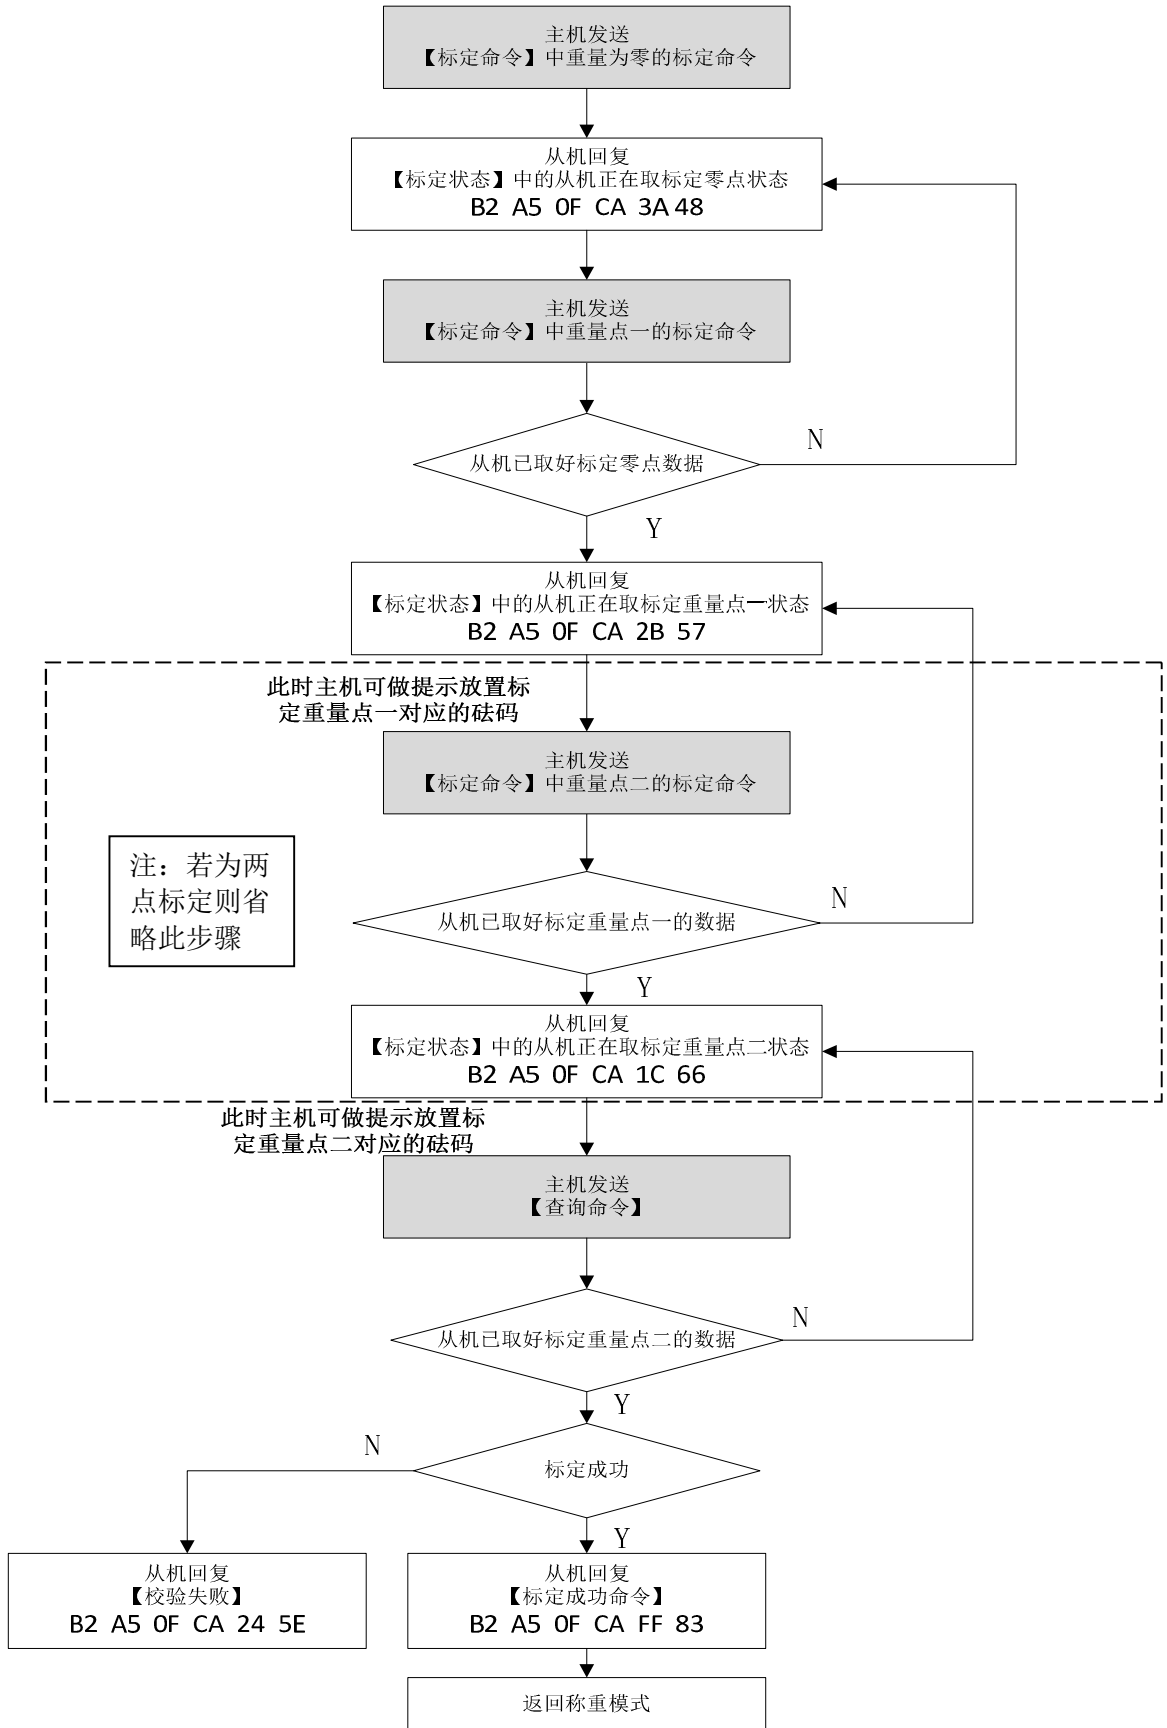 主机发送
【标定命令】中重量为零的标定命令
从机回复
【标定状态】中的从机正在取标定零点状态
B2 A5 0F CA 3A 48
主机发送
【标定命令】中重量点一的标定命令
N
从机已取好标定零点数据
Y
从机回复
【标定状态】中的从机正在取标定重量点一状态
B2 A5 0F CA 2B 57
此时主机可做提示放置标
定重量点一对应的砝码
主机发送
【标定命令】中重量点二的标定命令
注：若为两
点标定则省
略此步骤
N
从机已取好标定重量点一的数据
Y
从机回复
【标定状态】中的从机正在取标定重量点二状态
B2 A5 0F CA 1C 66
此时主机可做提示放置标
定重量点二对应的砝码
主机发送
【查询命令】
N
从机已取好标定重量点二的数据
Y
N
标定成功
Y
从机回复
【校验失败】
B2 A5 0F CA 24 5E
从机回复
【标定成功命令】
B2 A5 0F CA FF 83
返回称重模式